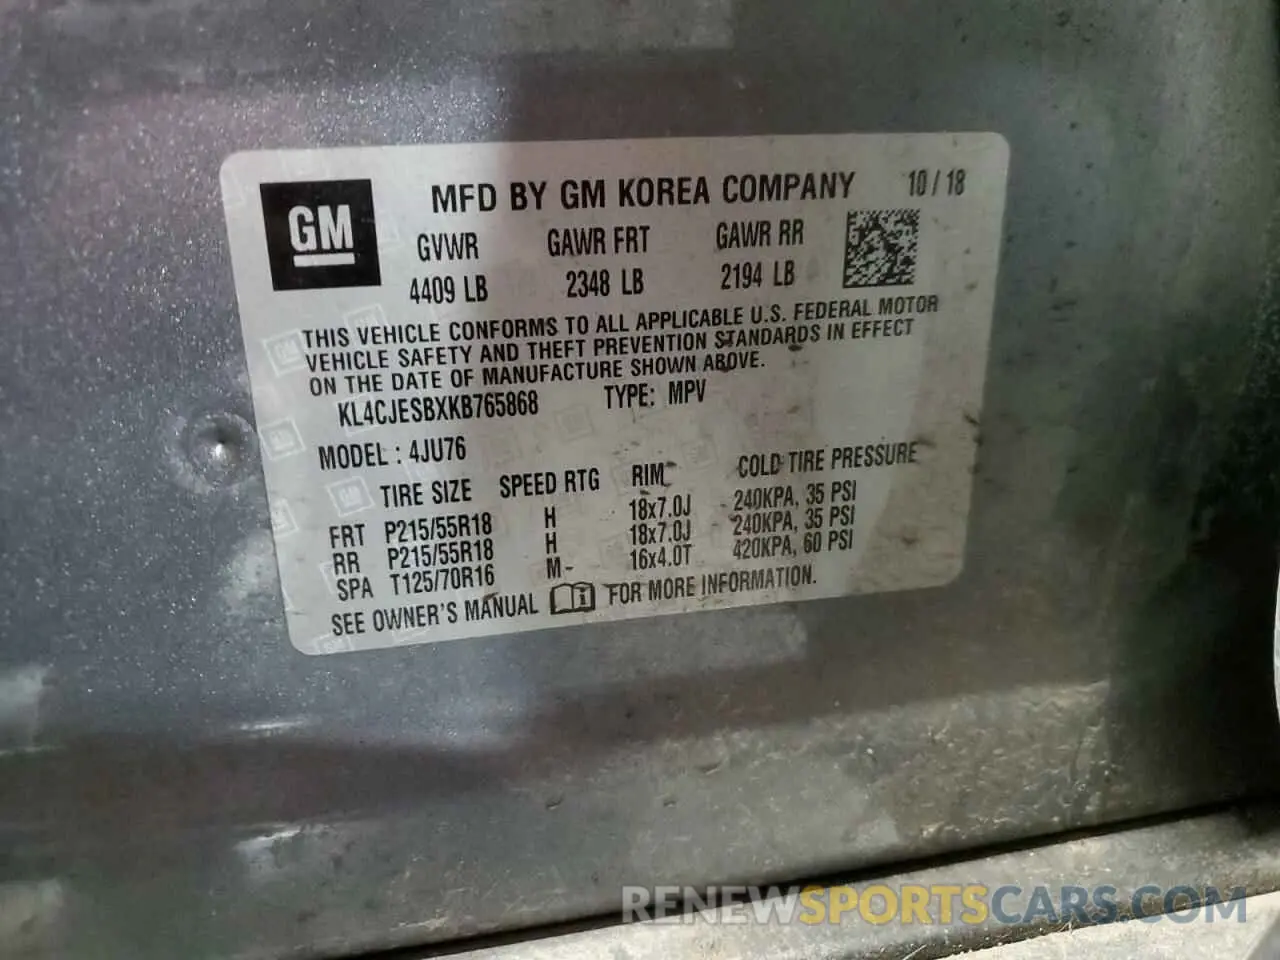 GM
MFD BY GM KOREA COMPANY 10 / 18
GVWR GAWR FRT GAWR RR
4409 LB 2348 LB 2194 LB
THIS VEHICLE CONFORMS TO ALL APPLICABLE U.S. FEDERAL MOTOR
VEHICLE SAFETY AND THEFT PREVENTION STANDARDS IN EFFECT
ON THE DATE OF MANUFACTURE SHOWN ABOVE.
KL4CJESBXKB765868 TYPE: MPV
MODEL : 4JU76
TIRE SIZE SPEED RTG RIM COLD TIRE PRESSURE
FRT P215/55R18 H 18x7.0J 240KPA, 35 PSI
RR P215/55R18 H 18x7.0J 240KPA, 35 PSI
SPA T125/70R16 M 16x4.0T 420KPA, 60 PSI
SEE OWNER'S MANUAL i FOR MORE INFORMATION.
RENEWSPORTSCARS.COM